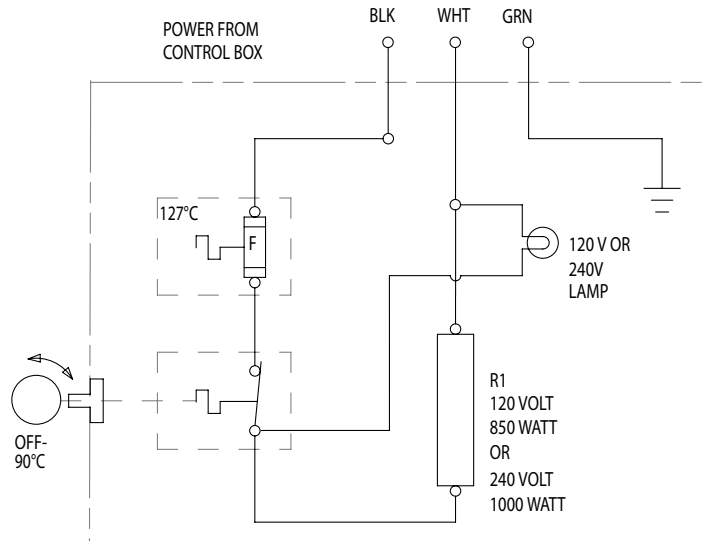 POWER FROM
CONTROL BOX
BLK
WHT
GRN
127°C
F
120 V OR
240V
LAMP
OFF-
90°C
R1
120 VOLT
850 WATT
OR
240 VOLT
1000 WATT